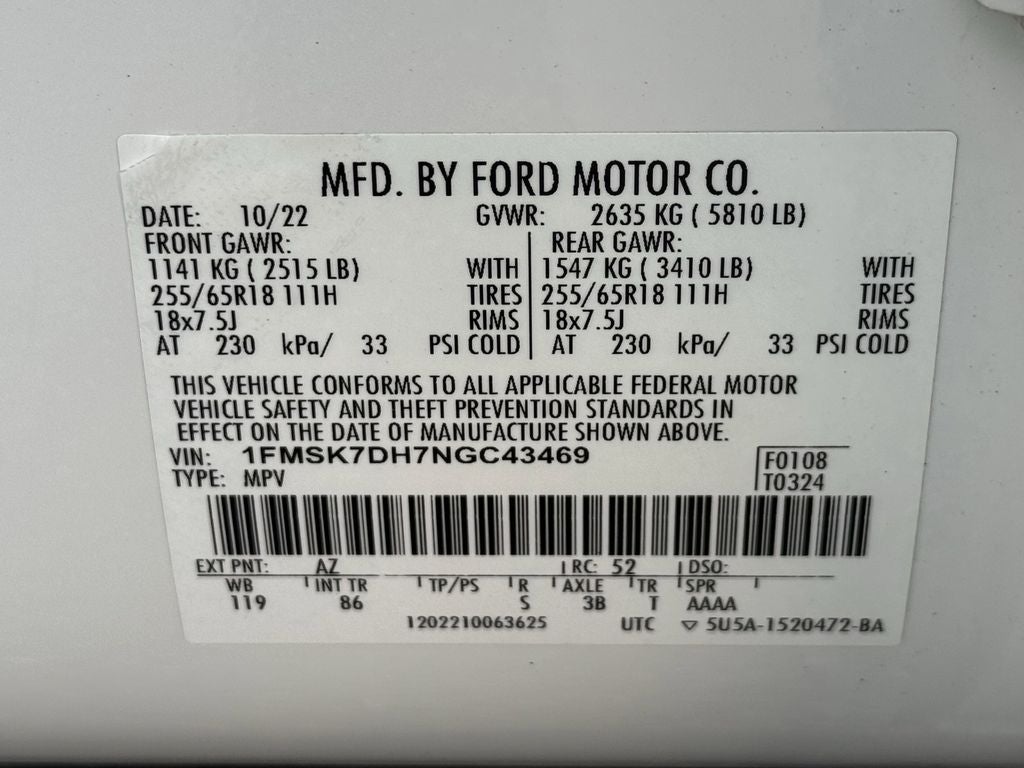 MFD. BY FORD MOTOR CO.
DATE: 10/22 GVWR: 2635 KG ( 5810 LB)
FRONT GAWR: REAR GAWR:
1141 KG ( 2515 LB) WITH 1547 KG ( 3410 LB) WITH
255/65R18 111H TIRES 255/65R18 111H TIRES
18x7.5J RIMS 18x7.5J RIMS
AT 230 kPa/ 33 PSI COLD AT 230 kPa/ 33 PSI COLD
THIS VEHICLE CONFORMS TO ALL APPLICABLE FEDERAL MOTOR
VEHICLE SAFETY AND THEFT PREVENTION STANDARDS IN
EFFECT ON THE DATE OF MANUFACTURE SHOWN ABOVE.
VIN: 1FMSK7DH7NGC43469 F0108
TYPE: MPV T0324
EXT PNT: AZ RC: 52 DSO:
WB INT TR TP/PS R AXLE TR SPR
119 86 S 3B T AAAA
1202210063625 UTC ▽ 5U5A-1520472-BA